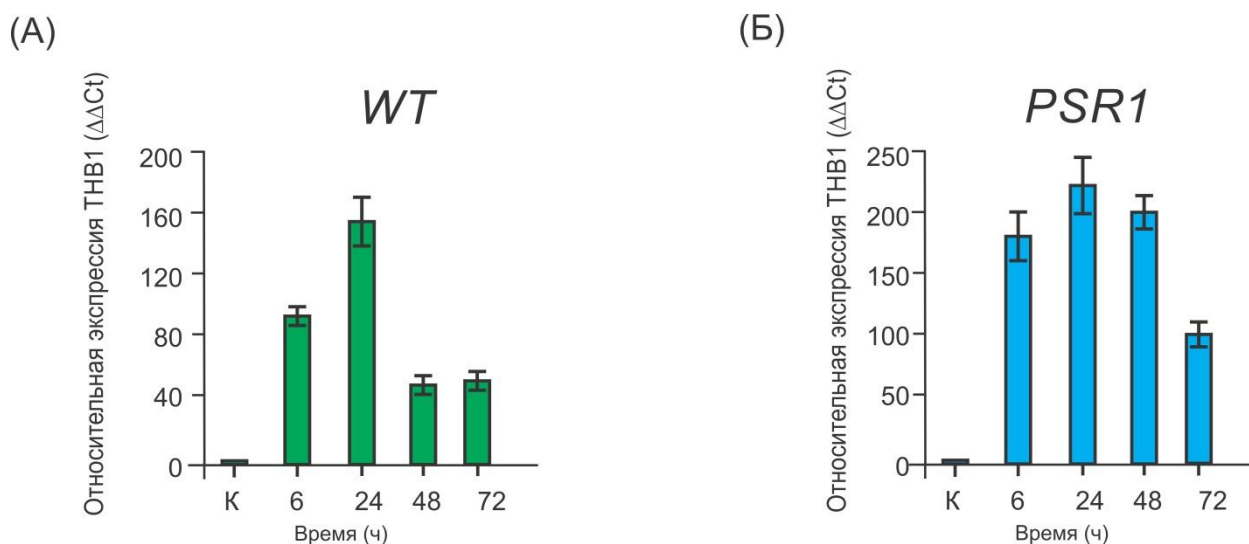 (А)
WT
Относительная экспрессия THB1 (ΔΔCt)
200
160
120
80
40
0
К 6 24 48 72
Время (ч)
(Б)
PSR1
Относительная экспрессия THB1 (ΔΔCt)
250
200
150
100
50
0
К 6 24 48 72
Время (ч)